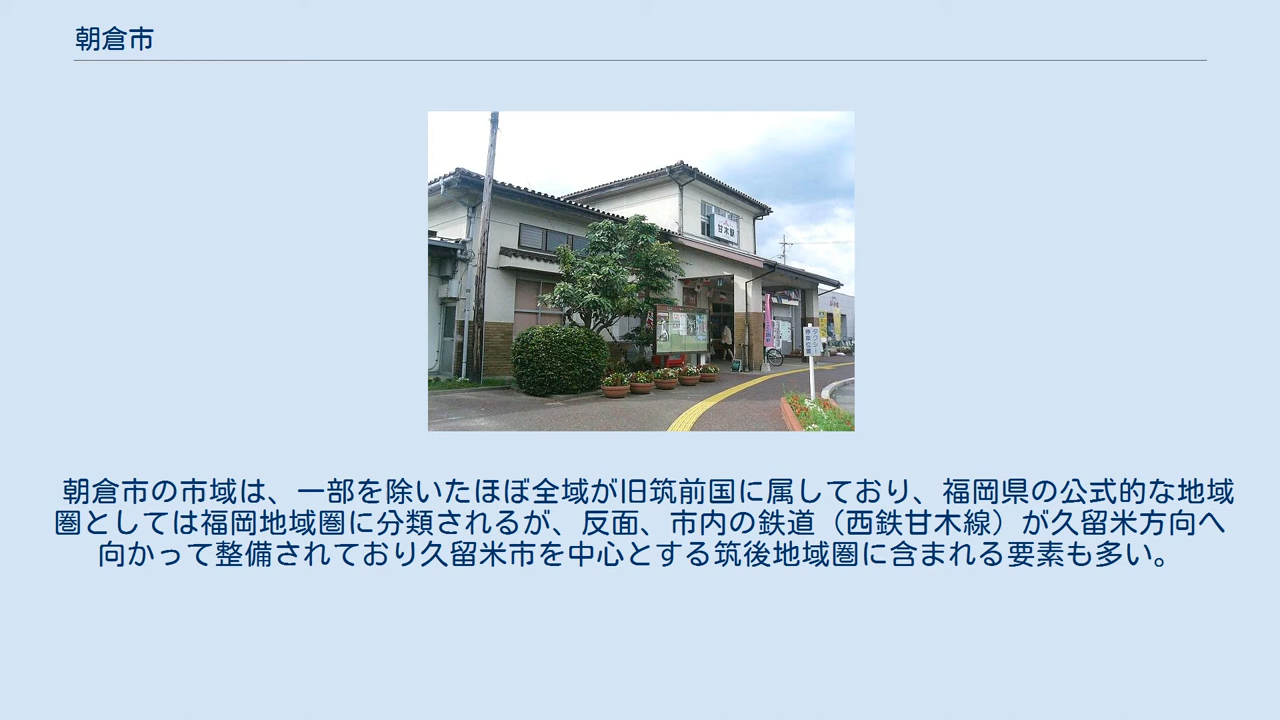 朝倉市
甘木駅
タクシー
朝倉市の市域は、一部を除いたほぼ全域が旧筑前国に属しており、福岡県の公式的な地域
圏としては福岡地域圏に分類されるが、反面、市内の鉄道（西鉄甘木線）が久留米方向へ
向かって整備されており久留米市を中心とする筑後地域圏に含まれる要素も多い。